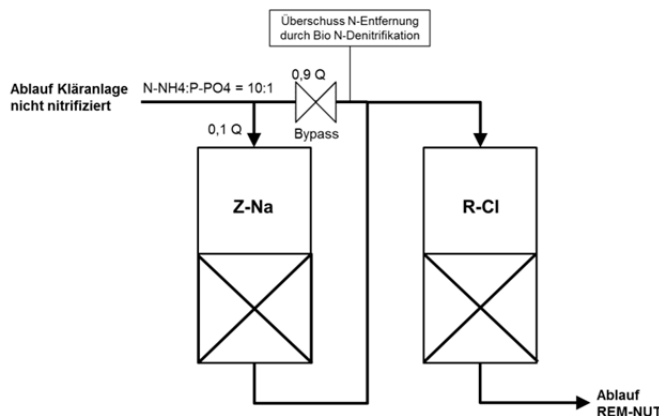 Überschuss N-Entfernung
durch Bio N-Denitrifikation
Ablauf Kläranlage
nicht nitrifiziert
N-NH4:P-PO4 = 10:1
0,9 Q
0,1 Q
Bypass
Z-Na
R-Cl
Ablauf
REM-NUT